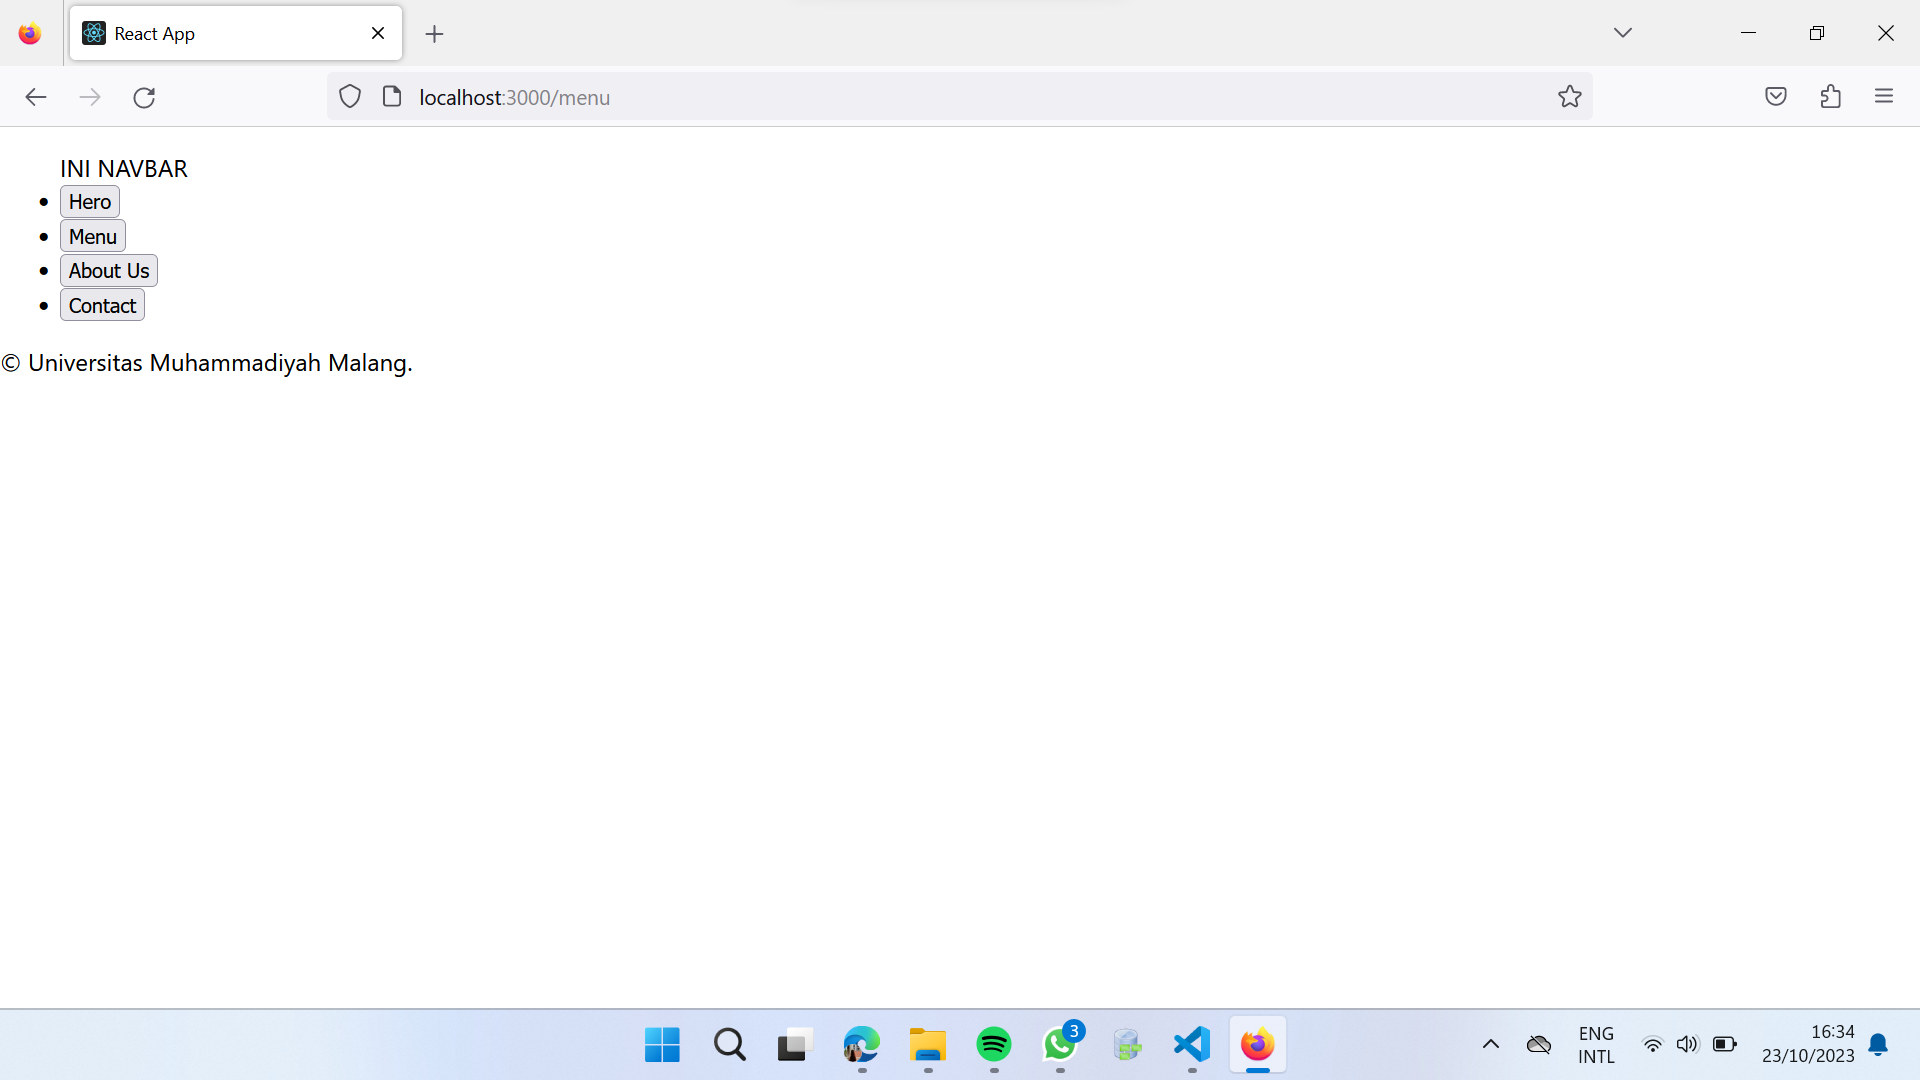 React App
localhost:3000/menu
INI NAVBAR
Hero
Menu
About Us
Contact
© Universitas Muhammadiyah Malang.
3
ENG
INTL
16:34
23/10/2023